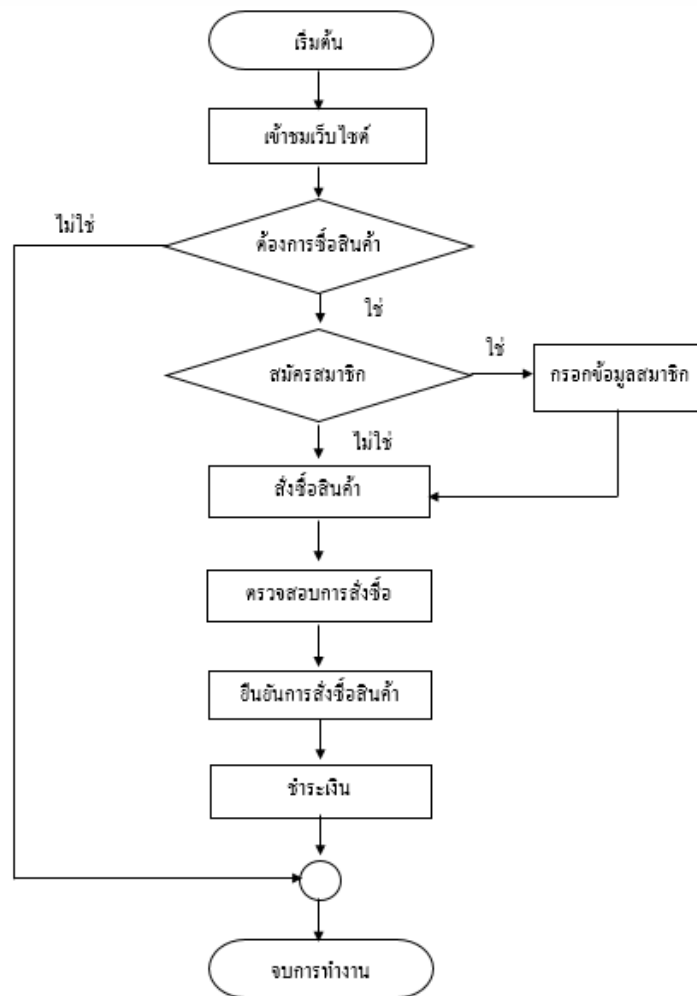 เริ่มต้น
เข้าชมเว็บไซต์
ไม่ใช่
ต้องการซื้อสินค้า
ใช่
สมัครสมาชิก
ใช่
กรอกข้อมูลสมาชิก
ไม่ใช่
สั่งซื้อสินค้า
ตรวจสอบการสั่งซื้อ
ยืนยันการสั่งซื้อสินค้า
ชำระเงิน
จบการทำงาน